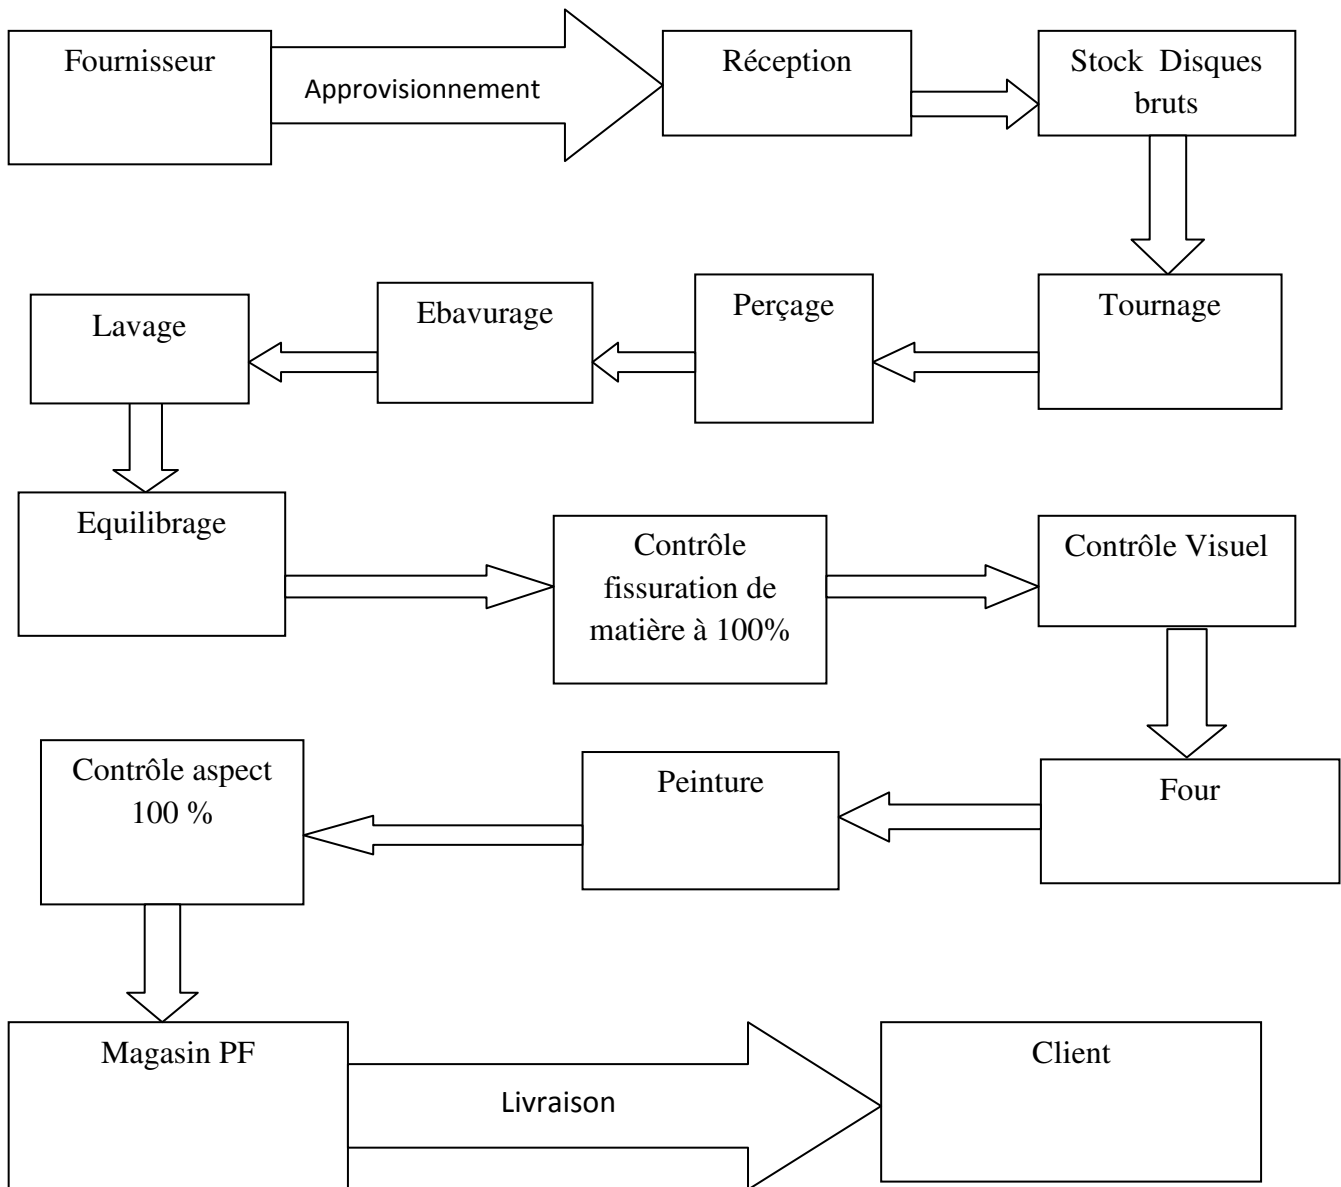 Fournisseur
Approvisionnement
Réception
Stock Disques
bruts
Tournage
Perçage
Ebavurage
Lavage
Equilibrage
Contrôle
fissuration de
matière à 100%
Contrôle Visuel
Four
Peinture
Contrôle aspect
100 %
Magasin PF
Livraison
Client